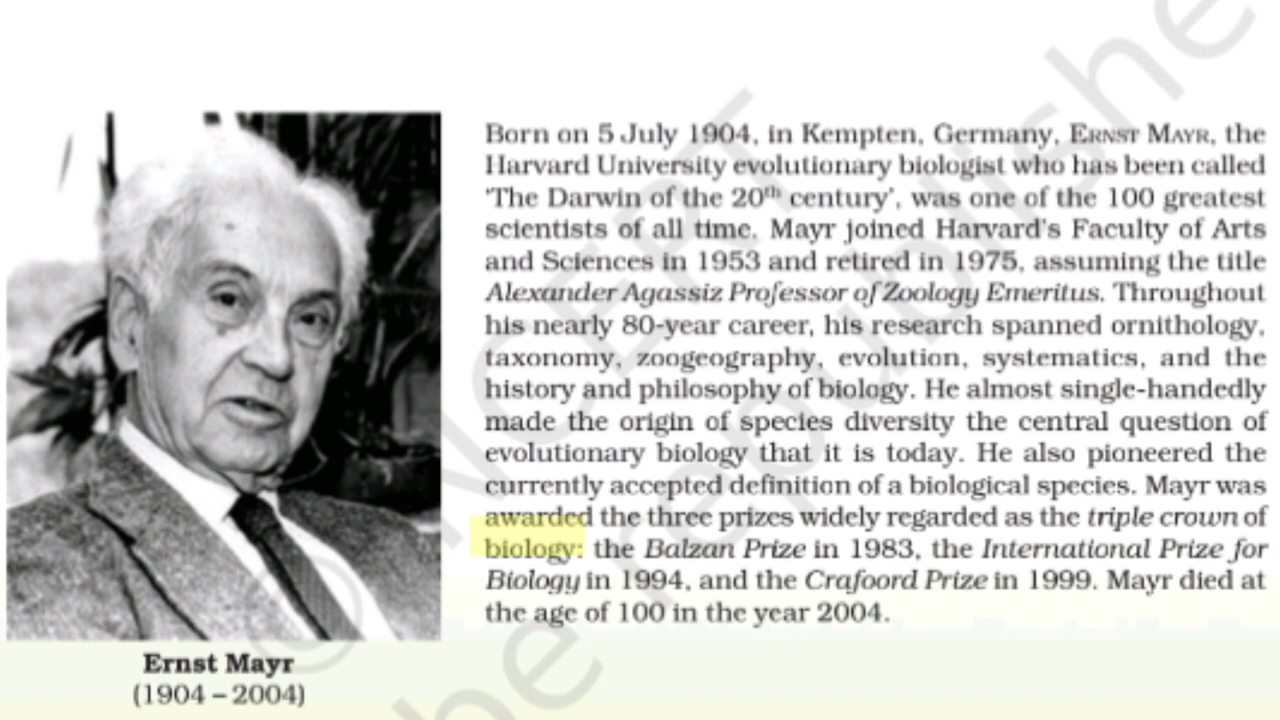 Born on 5 July 1904, in Kempten, Germany, ERNST MAYR, the
Harvard University evolutionary biologist who has been called
'The Darwin of the 20th century', was one of the 100 greatest
scientists of all time. Mayr joined Harvard's Faculty of Arts
and Sciences in 1953 and retired in 1975, assuming the title
Alexander Agassiz Professor of Zoology Emeritus. Throughout
his nearly 80-year career, his research spanned ornithology,
taxonomy, zoogeography, evolution, systematics, and the
history and philosophy of biology. He almost single-handedly
made the origin of species diversity the central question of
evolutionary biology that it is today. He also pioneered the
currently accepted definition of a biological species. Mayr was
awarded the three prizes widely regarded as the triple crown of
biology: the Balzan Prize in 1983, the International Prize for
Biology in 1994, and the Crafoord Prize in 1999. Mayr died at
the age of 100 in the year 2004.
Ernst Mayr
(1904 – 2004)
© NCERT
be republishe